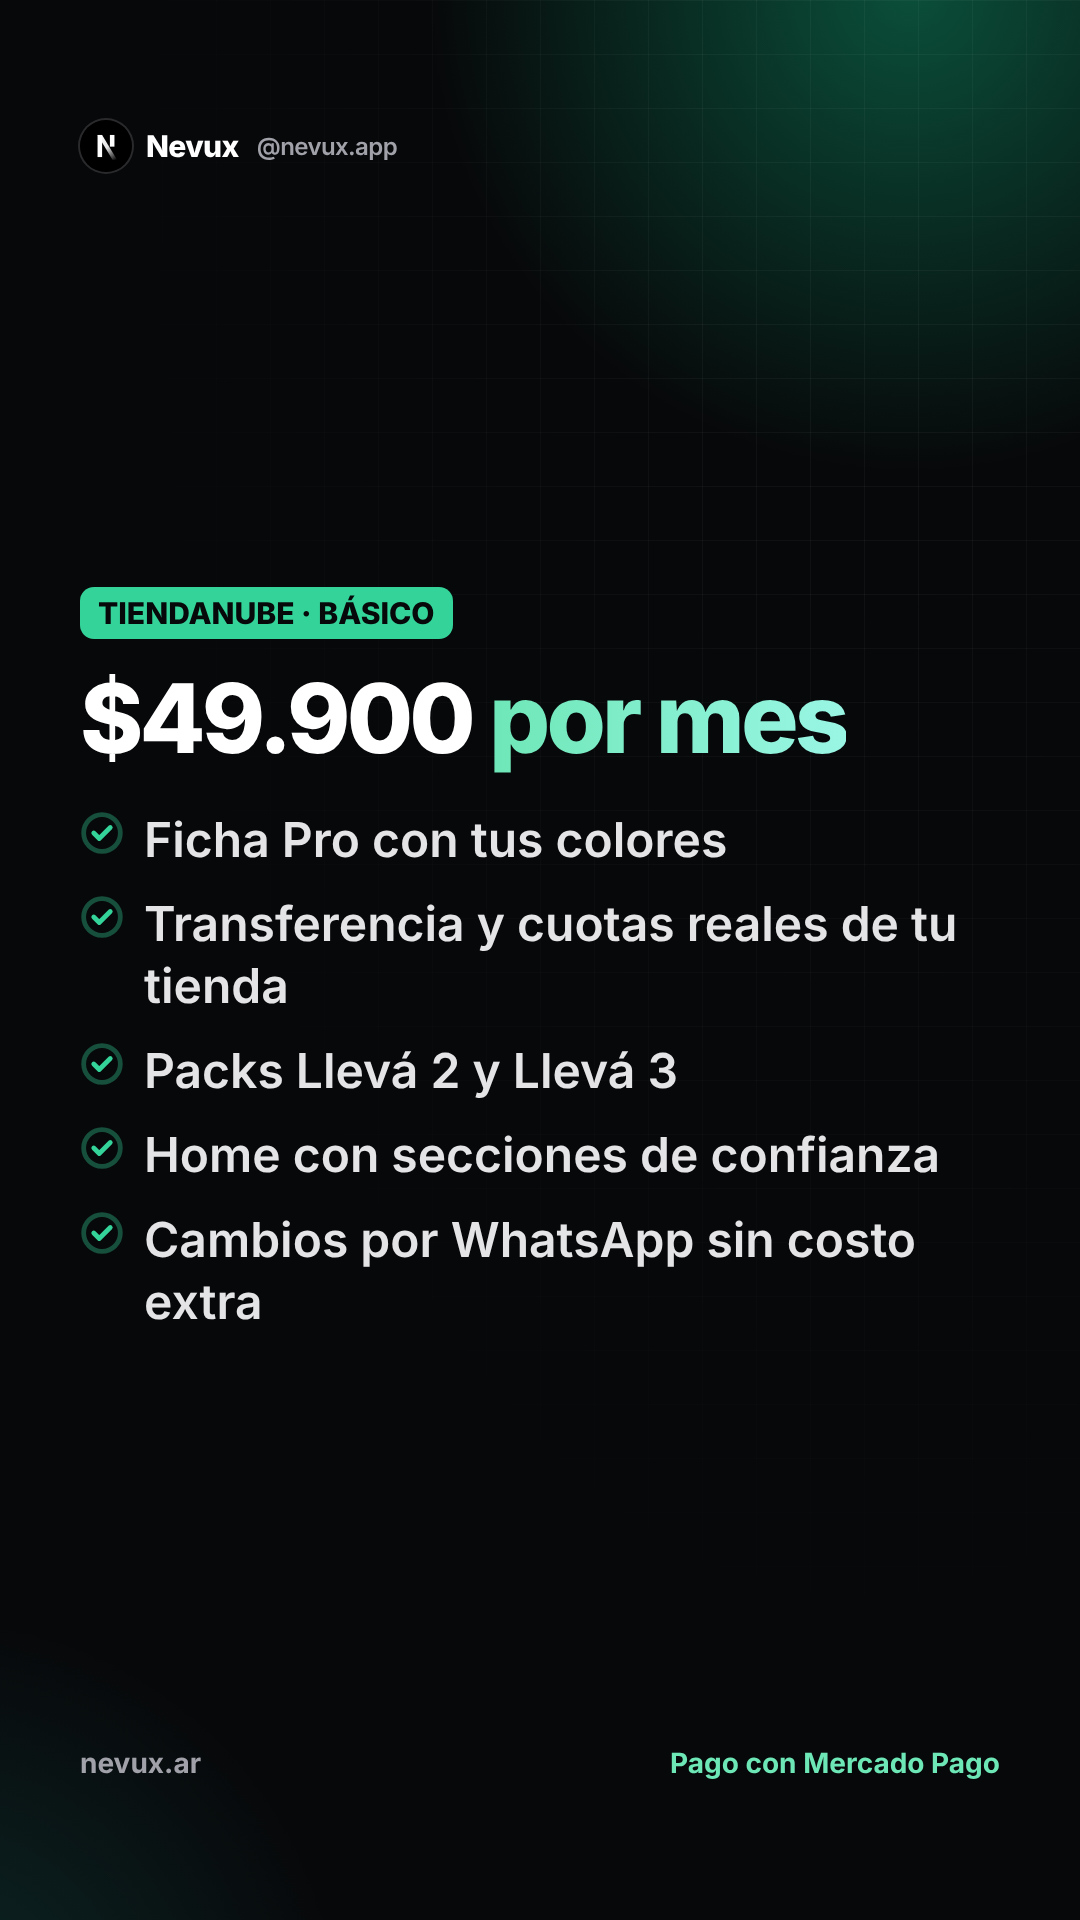 N Nevux @nevux.app
TIENDANUBE · BÁSICO
$49.900 por mes
Ficha Pro con tus colores
Transferencia y cuotas reales de tu
tienda
Packs Llevá 2 y Llevá 3
Home con secciones de confianza
Cambios por WhatsApp sin costo
extra
nevux.ar
Pago con Mercado Pago